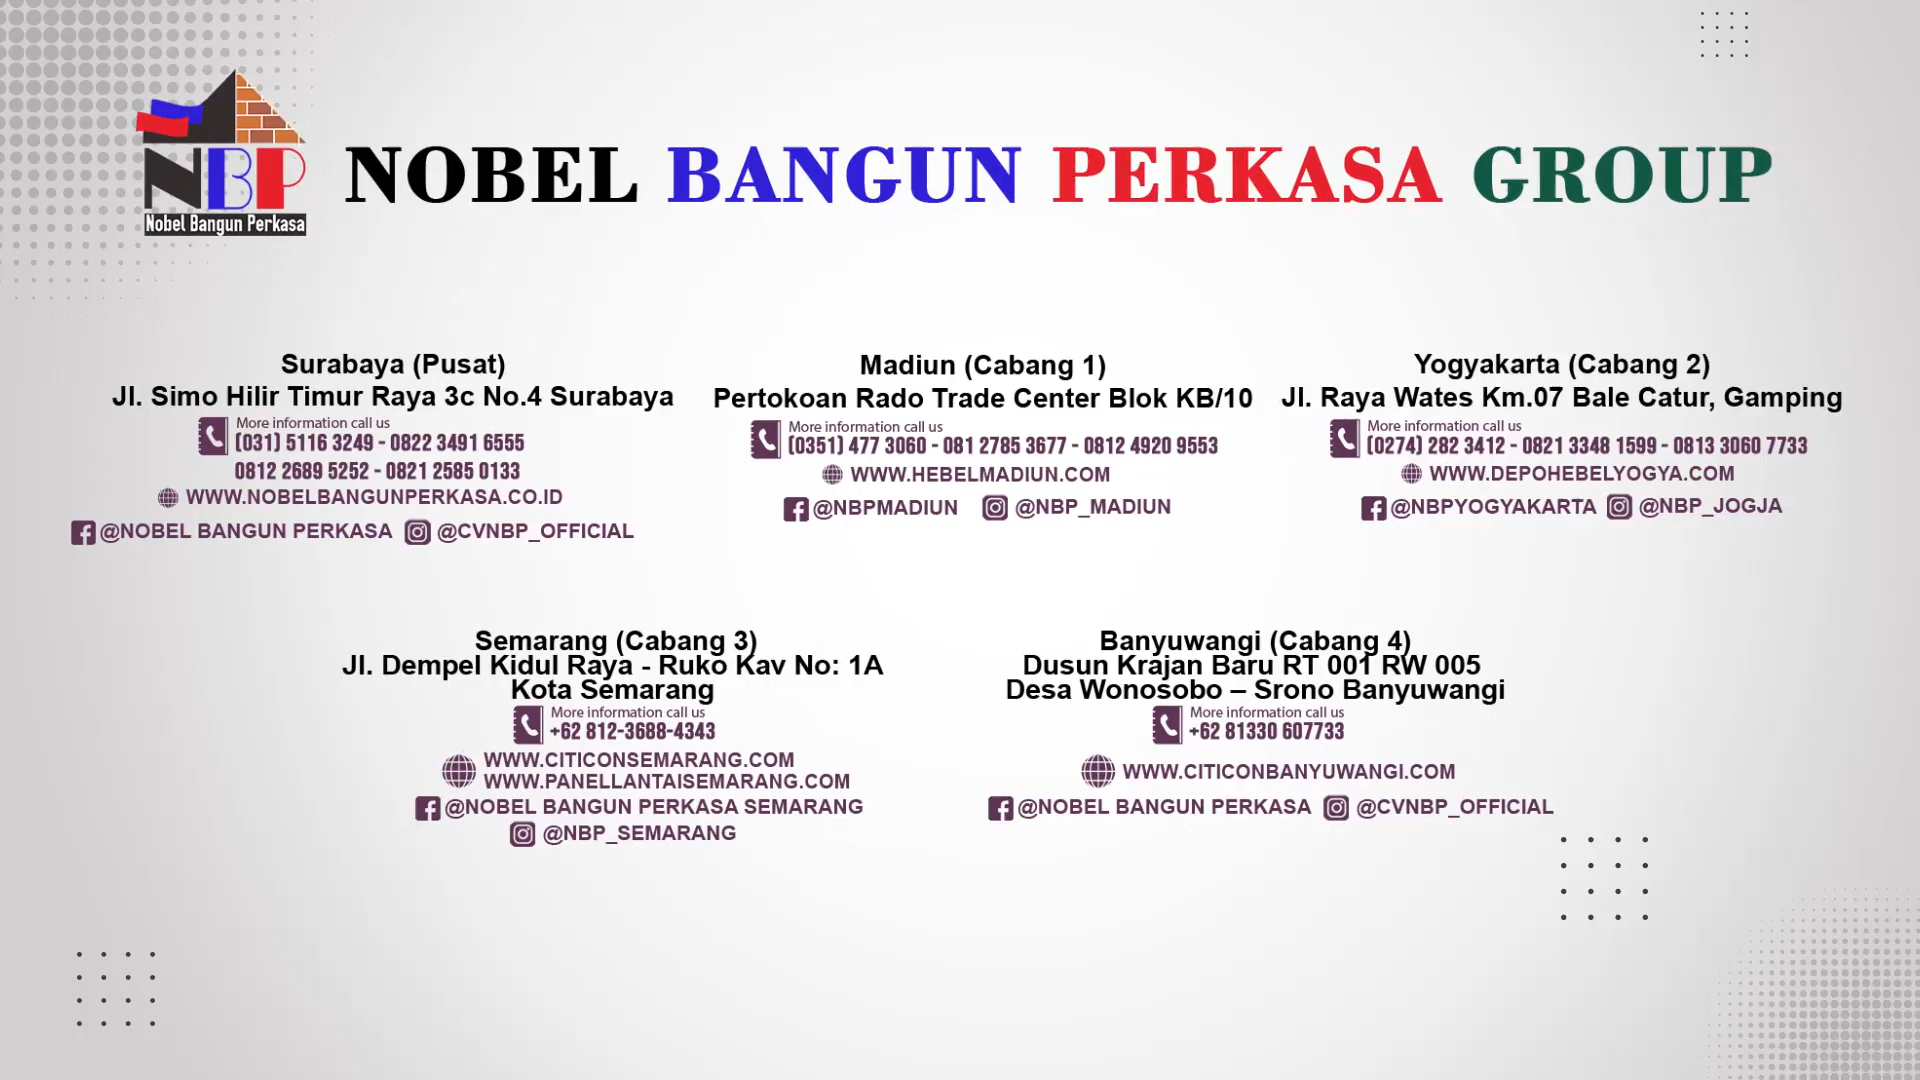 NBP
Nobel Bangun Perkasa
NOBEL BANGUN PERKASA GROUP
Surabaya (Pusat)
Jl. Simo Hilir Timur Raya 3c No.4 Surabaya
More information call us
(031) 5116 3249 - 0822 3491 6555
0812 2689 5252 - 0821 2585 0133
WWW.NOBELBANGUNPERKASA.CO.ID
@NOBEL BANGUN PERKASA @CVNBP_OFFICIAL
Madiun (Cabang 1)
Pertokoan Rado Trade Center Blok KB/10
More information call us
(0351) 477 3060 - 081 2785 3677 - 0812 4920 9553
WWW.HEBELMADIUN.COM
@NBPMADIUN @NBP_MADIUN
Yogyakarta (Cabang 2)
Jl. Raya Wates Km.07 Bale Catur, Gamping
More information call us
(0274) 282 3412 - 0821 3348 1599 - 0813 3060 7733
WWW.DEPOHEBELYOGYA.COM
@NBPYOGYAKARTA @NBP_JOGJA
Semarang (Cabang 3)
Jl. Dempel Kidul Raya - Ruko Kav No: 1A
Kota Semarang
More information call us
+62 812-3688-4343
WWW.CITICONSEMARANG.COM
WWW.PANELLANTAISEMARANG.COM
@NOBEL BANGUN PERKASA SEMARANG
@NBP_SEMARANG
Banyuwangi (Cabang 4)
Dusun Krajan Baru RT 001 RW 005
Desa Wonosobo – Srono Banyuwangi
More information call us
+62 81330 607733
WWW.CITICONBANYUWANGI.COM
@NOBEL BANGUN PERKASA @CVNBP_OFFICIAL